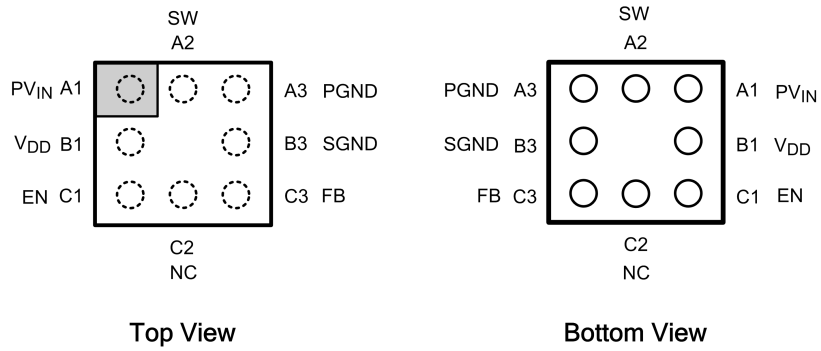 SW SW
A2 A2
PVIN A1 A3 PGND PGND A3 A1 PVIN
VDD B1 B3 SGND SGND B3 B1 VDD
EN C1 C3 FB FB C3 C1 EN
C2 C2
NC NC
Top View Bottom View